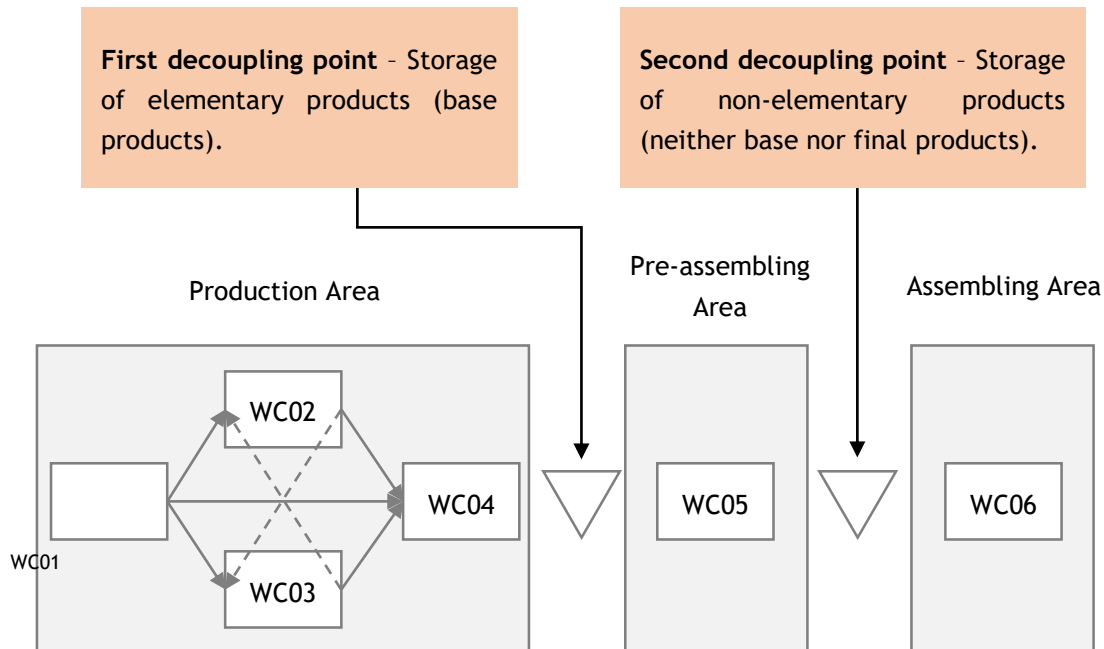 First decoupling point – Storage
of elementary products (base
products).
Second decoupling point – Storage
of non-elementary products
(neither base nor final products).
Production Area
Pre-assembling
Area
Assembling Area
WC02
WC04
WC05
WC06
WC01
WC03